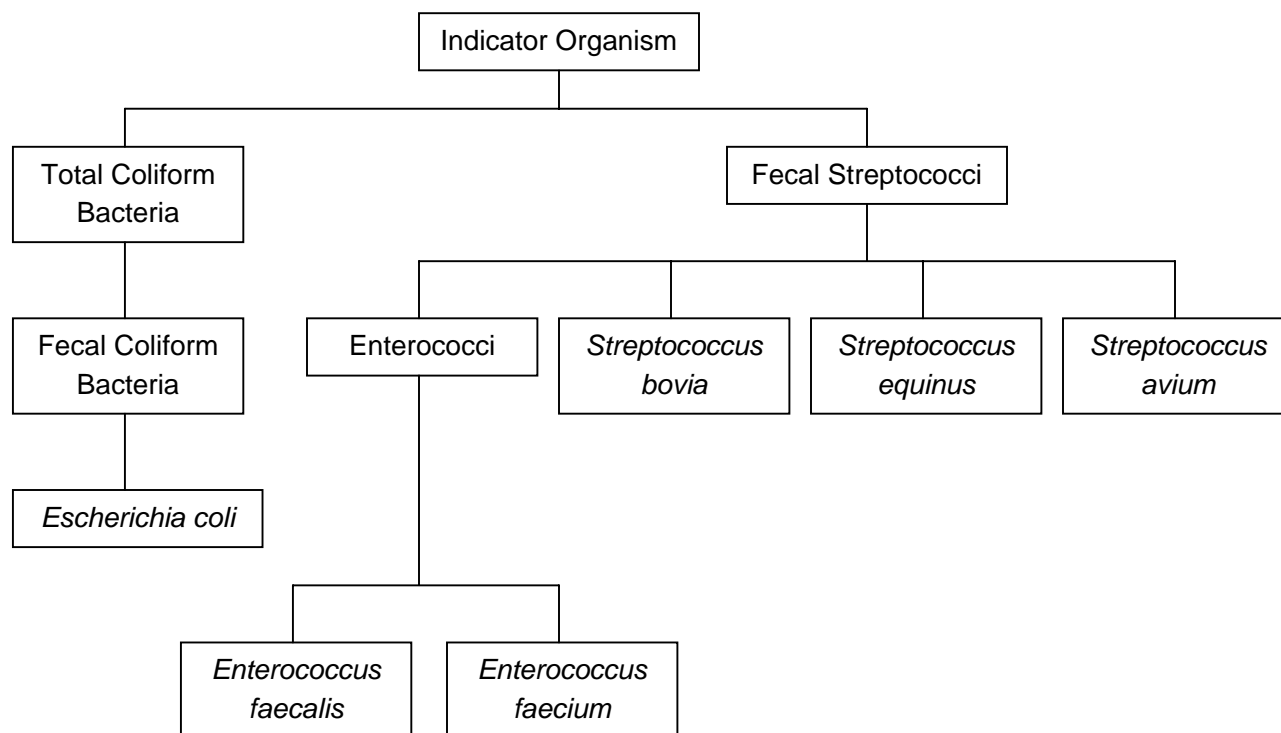 Indicator Organism
Total Coliform
Bacteria
Fecal Streptococci
Fecal Coliform
Bacteria
Enterococci
Streptococcus
bovia
Streptococcus
equinus
Streptococcus
avium
Escherichia coli
Enterococcus
faecalis
Enterococcus
faecium